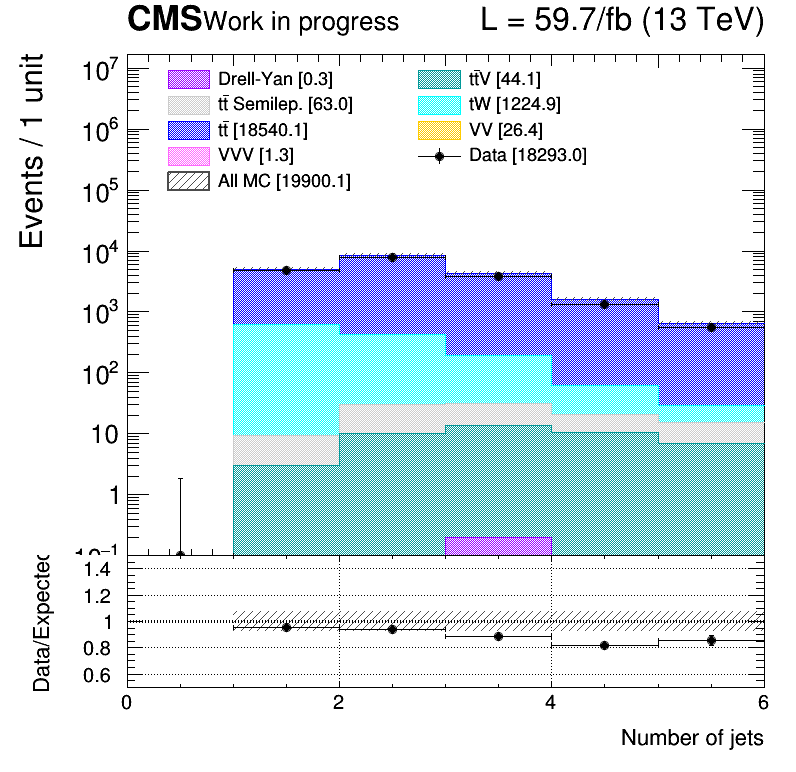 CMS Work in progress L = 59.7/fb (13 TeV)
Events / 1 unit
10⁷
10⁶
10⁵
10⁴
10³
10²
10
1
10⁻¹
Drell-Yan [0.3]
tt̄ Semilep. [63.0]
tt̄ [18540.1]
VVV [1.3]
All MC [19900.1]
tt̄V [44.1]
tW [1224.9]
VV [26.4]
Data [18293.0]
Data/Expected
1.4
1.2
1
0.8
0.6
0 2 4 6
Number of jets